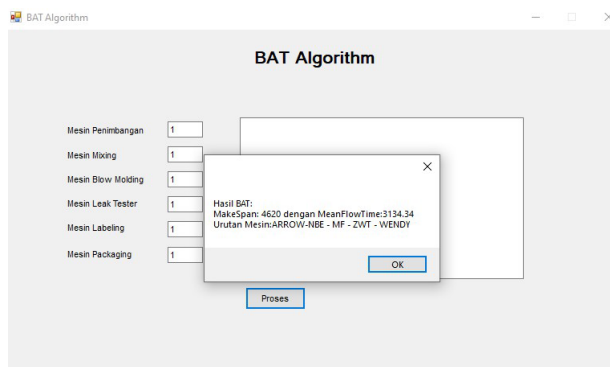 BAT Algorithm
BAT Algorithm
Mesin Penimbangan 1
Mesin Mixing 1
Mesin Blow Molding 1
Mesin Leak Tester 1
Mesin Labeling 1
Mesin Packaging 1
Hasil BAT:
MakeSpan: 4620 dengan MeanFlowTime:3134.34
Urutan Mesin:ARROW-NBE - MF - ZWT - WENDY
OK
Proses